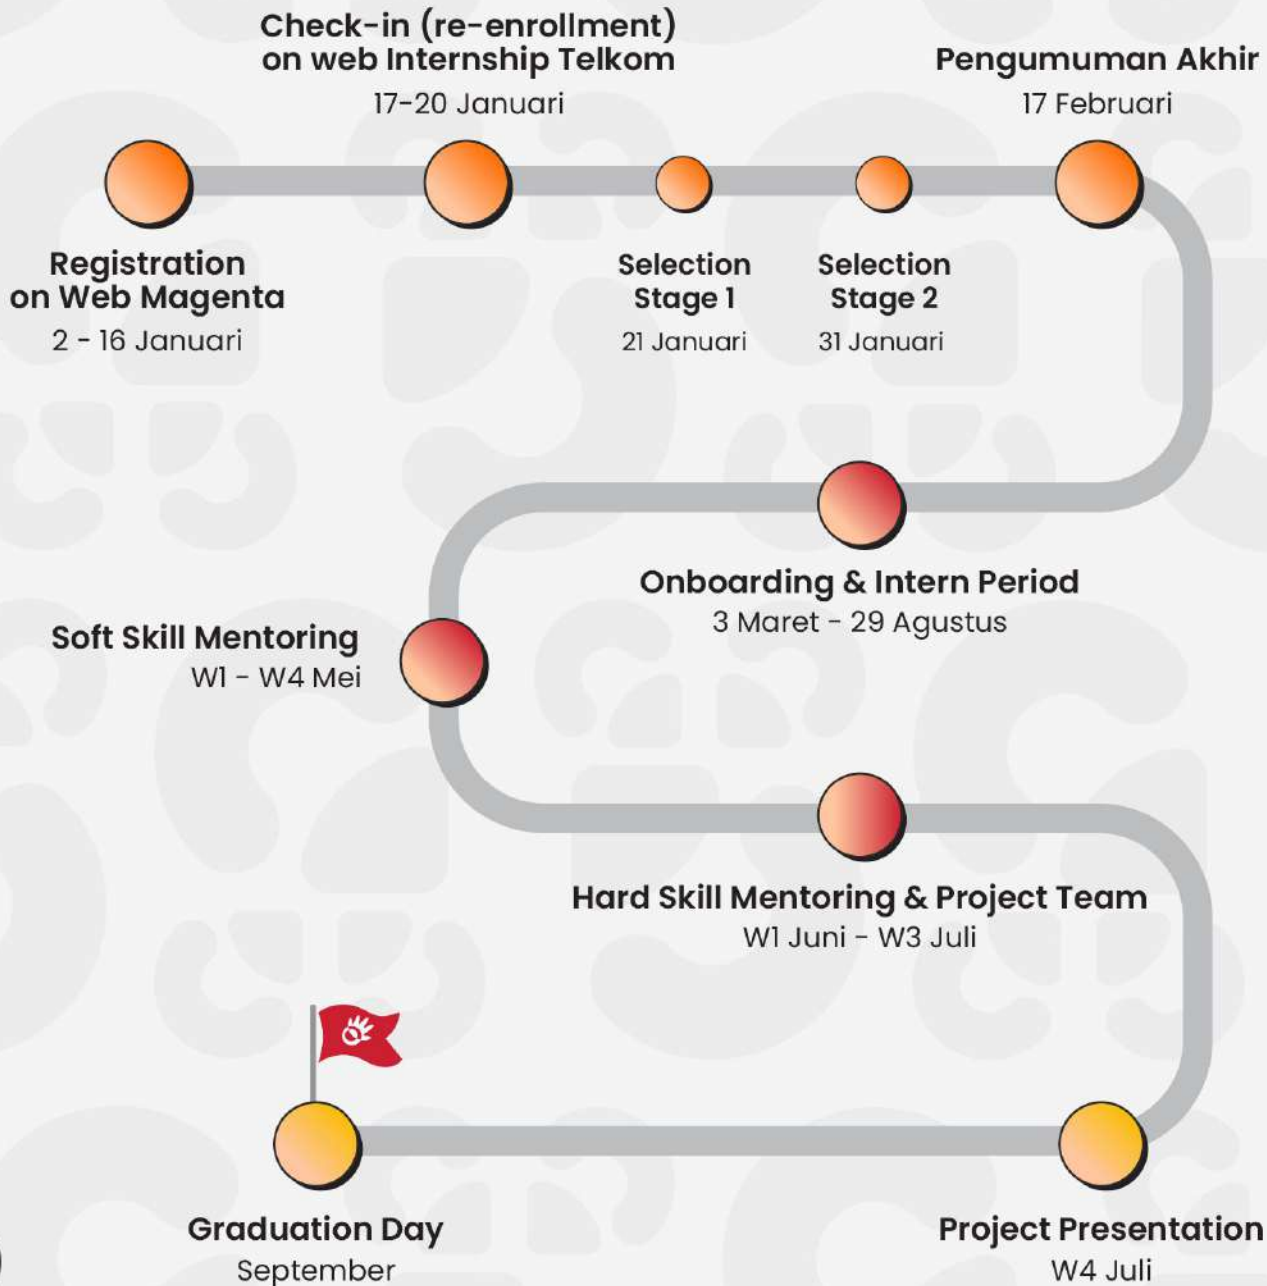 Check-in (re-enrollment)
on web Internship Telkom
17-20 Januari
Pengumuman Akhir
17 Februari
Registration
on Web Magenta
2 - 16 Januari
Selection
Stage 1
21 Januari
Selection
Stage 2
31 Januari
Onboarding & Intern Period
3 Maret - 29 Agustus
Soft Skill Mentoring
W1 - W4 Mei
Hard Skill Mentoring & Project Team
W1 Juni - W3 Juli
Graduation Day
September
Project Presentation
W4 Juli